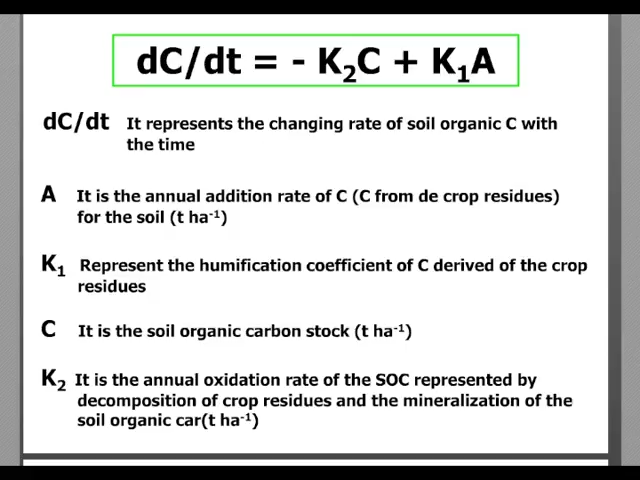 dC/dt = - K₂C + K₁A
dC/dt It represents the changing rate of soil organic C with
the time
A It is the annual addition rate of C (C from de crop residues)
for the soil (t ha⁻¹)
K₁ Represent the humification coefficient of C derived of the crop
residues
C It is the soil organic carbon stock (t ha⁻¹)
K₂ It is the annual oxidation rate of the SOC represented by
decomposition of crop residues and the mineralization of the
soil organic car(t ha⁻¹)